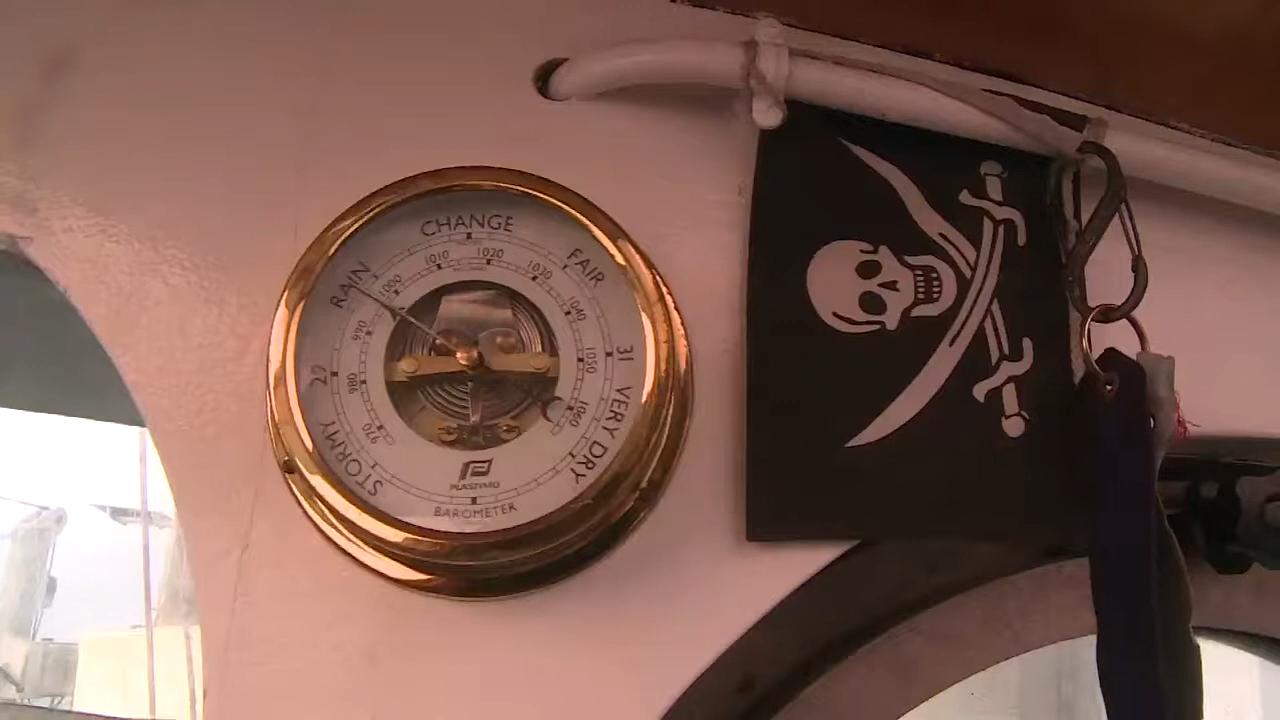 CHANGE
FAIR
RAIN
1000
1010
1020
1030
1040
990
1050
31
29
980
1060
970
VERY DRY
STORMY
PLASTIMO
BAROMETER